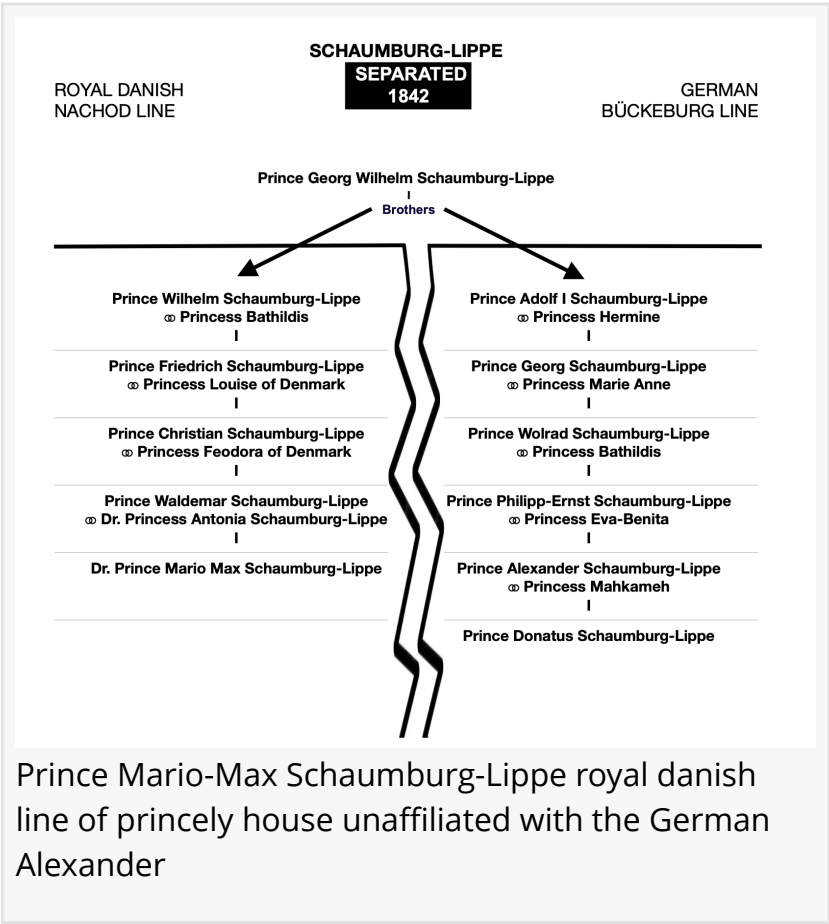 SCHAUMBURG-LIPPE
SEPARATED
1842
ROYAL DANISH
NACHOD LINE
GERMAN
BÜCKEBURG LINE
Prince Georg Wilhelm Schaumburg-Lippe
Brothers
Prince Wilhelm Schaumburg-Lippe
⚭ Princess Bathildis
Prince Friedrich Schaumburg-Lippe
⚭ Princess Louise of Denmark
Prince Christian Schaumburg-Lippe
⚭ Princess Feodora of Denmark
Prince Waldemar Schaumburg-Lippe
⚭ Dr. Princess Antonia Schaumburg-Lippe
Dr. Prince Mario Max Schaumburg-Lippe
Prince Adolf I Schaumburg-Lippe
⚭ Princess Hermine
Prince Georg Schaumburg-Lippe
⚭ Princess Marie Anne
Prince Wolrad Schaumburg-Lippe
⚭ Princess Bathildis
Prince Philipp-Ernst Schaumburg-Lippe
⚭ Princess Eva-Benita
Prince Alexander Schaumburg-Lippe
⚭ Princess Mahkameh
Prince Donatus Schaumburg-Lippe
Prince Mario-Max Schaumburg-Lippe royal danish
line of princely house unaffiliated with the German
Alexander